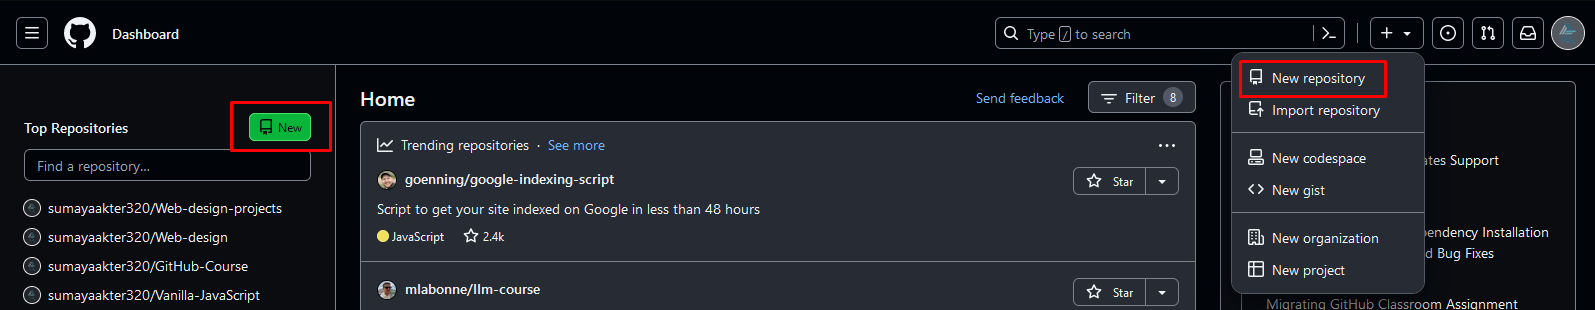 Dashboard
Type / to search
Top Repositories
New
Find a repository...
sumayaakter320/Web-design-projects
sumayaakter320/Web-design
sumayaakter320/GitHub-Course
sumayaakter320/Vanilla-JavaScript
Home
Send feedback
Filter 8
Trending repositories · See more
goenning/google-indexing-script
Star
Script to get your site indexed on Google in less than 48 hours
JavaScript 2.4k
mlabonne/llm-course
Star
New repository
Import repository
New codespace
New gist
New organization
New project
ates Support
endency Installation
d Bug Fixes
Migrating GitHub Classroom Assignment